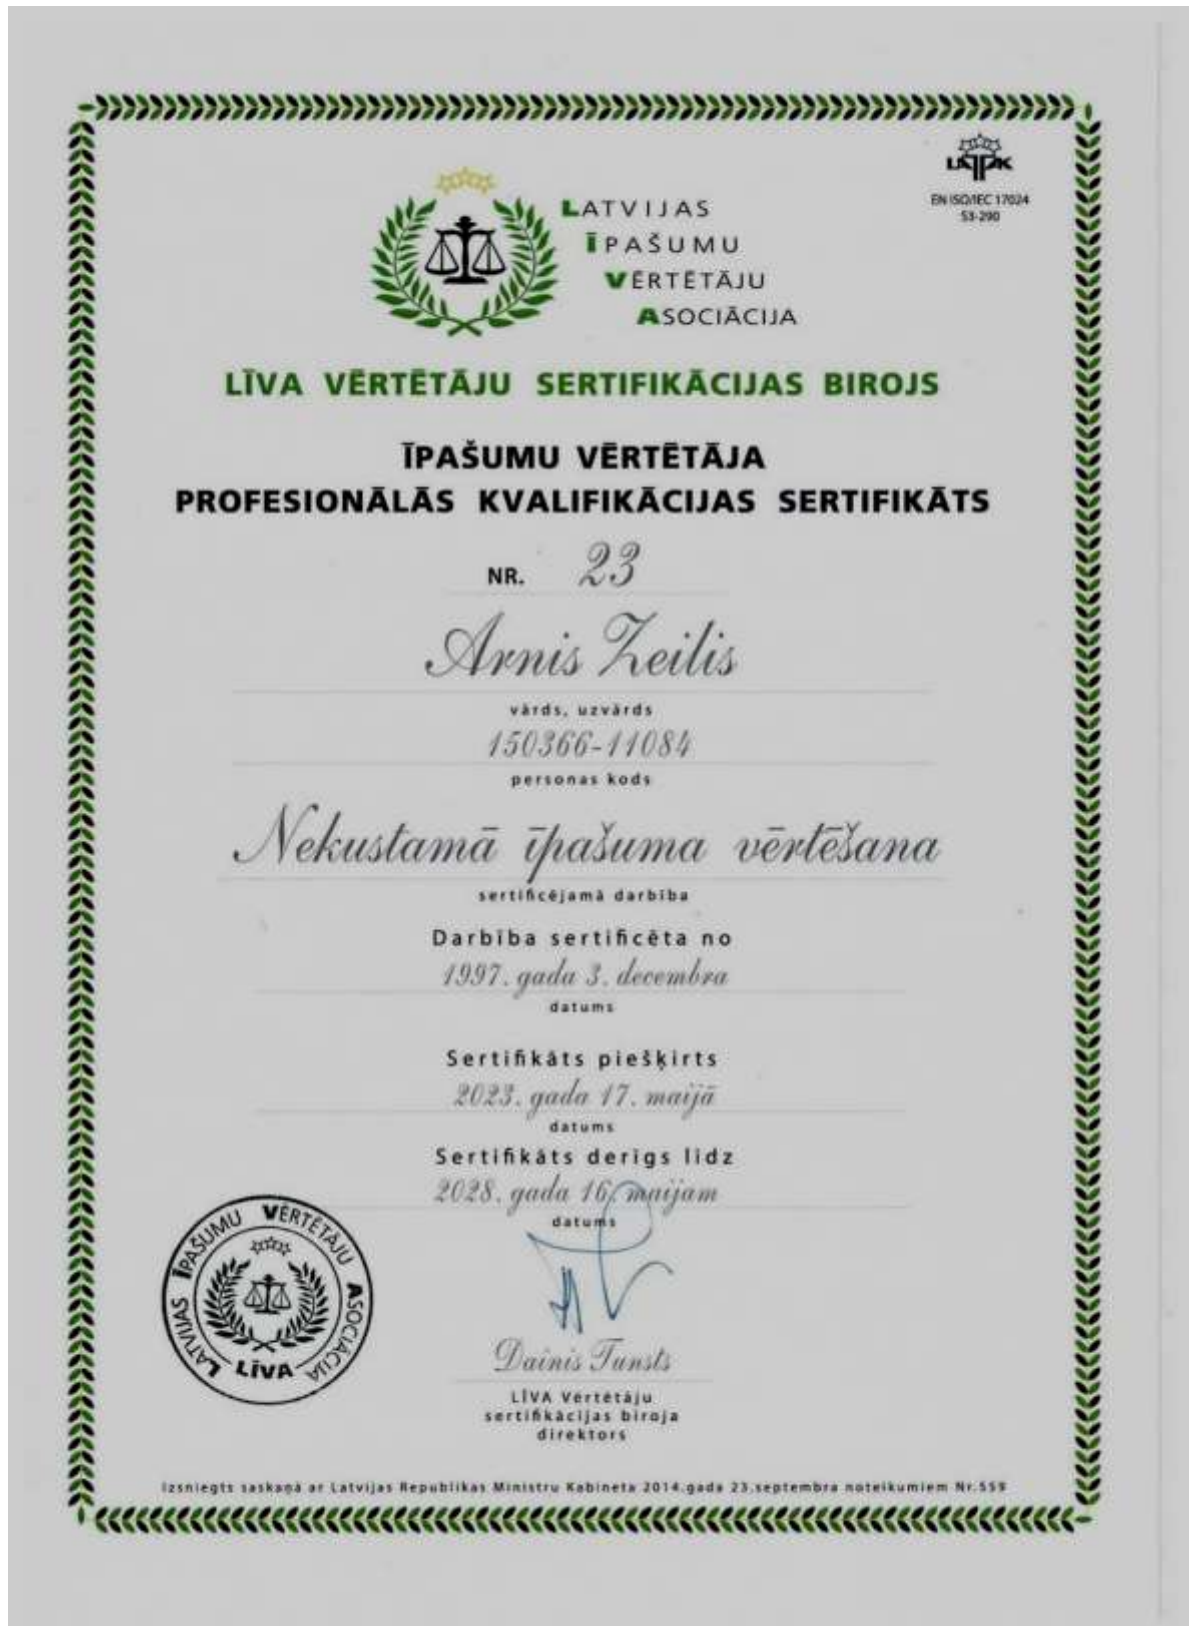 LATVIJAS
ĪPAŠUMU
VĒRTĒTĀJU
ASOCIĀCIJA
EN ISO/IEC 17024
S3-290
LĪVA VĒRTĒTĀJU SERTIFIKĀCIJAS BIROJS
ĪPAŠUMU VĒRTĒTĀJA
PROFESIONĀLĀS KVALIFIKĀCIJAS SERTIFIKĀTS
NR. 23
Arnis Zeilis
vārds, uzvārds
150366-11084
personas kods
Nekustamā īpašuma vērtēšana
sertificējamā darbība
Darbība sertificēta no
1997. gada 3. decembra
datums
Sertifikāts piešķirts
2023. gada 17. maijā
datums
Sertifikāts derīgs līdz
2028. gada 16. maijam
datums
LATVIJAS ĪPAŠUMU VĒRTĒTĀJU ASOCIĀCIJA
LĪVA
Dainis Tunsts
LĪVA Vērtētāju
sertifikācijas biroja
direktors
Izsniegts saskaņā ar Latvijas Republikas Ministru Kabineta 2014.gada 23.septembra noteikumiem Nr.559